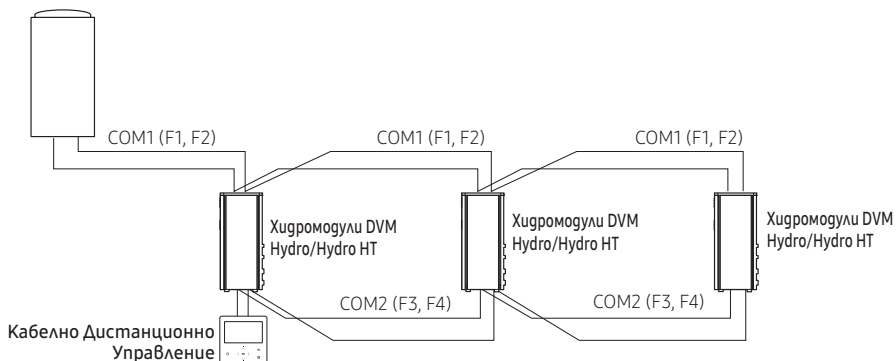 COM1 (F1, F2)
COM1 (F1, F2)
COM1 (F1, F2)
Хидромодули DVM
Hydro/Hydro HT
Хидромодули DVM
Hydro/Hydro HT
Хидромодули DVM
Hydro/Hydro HT
COM2 (F3, F4)
COM2 (F3, F4)
Кабелно Дистанционно
Управление